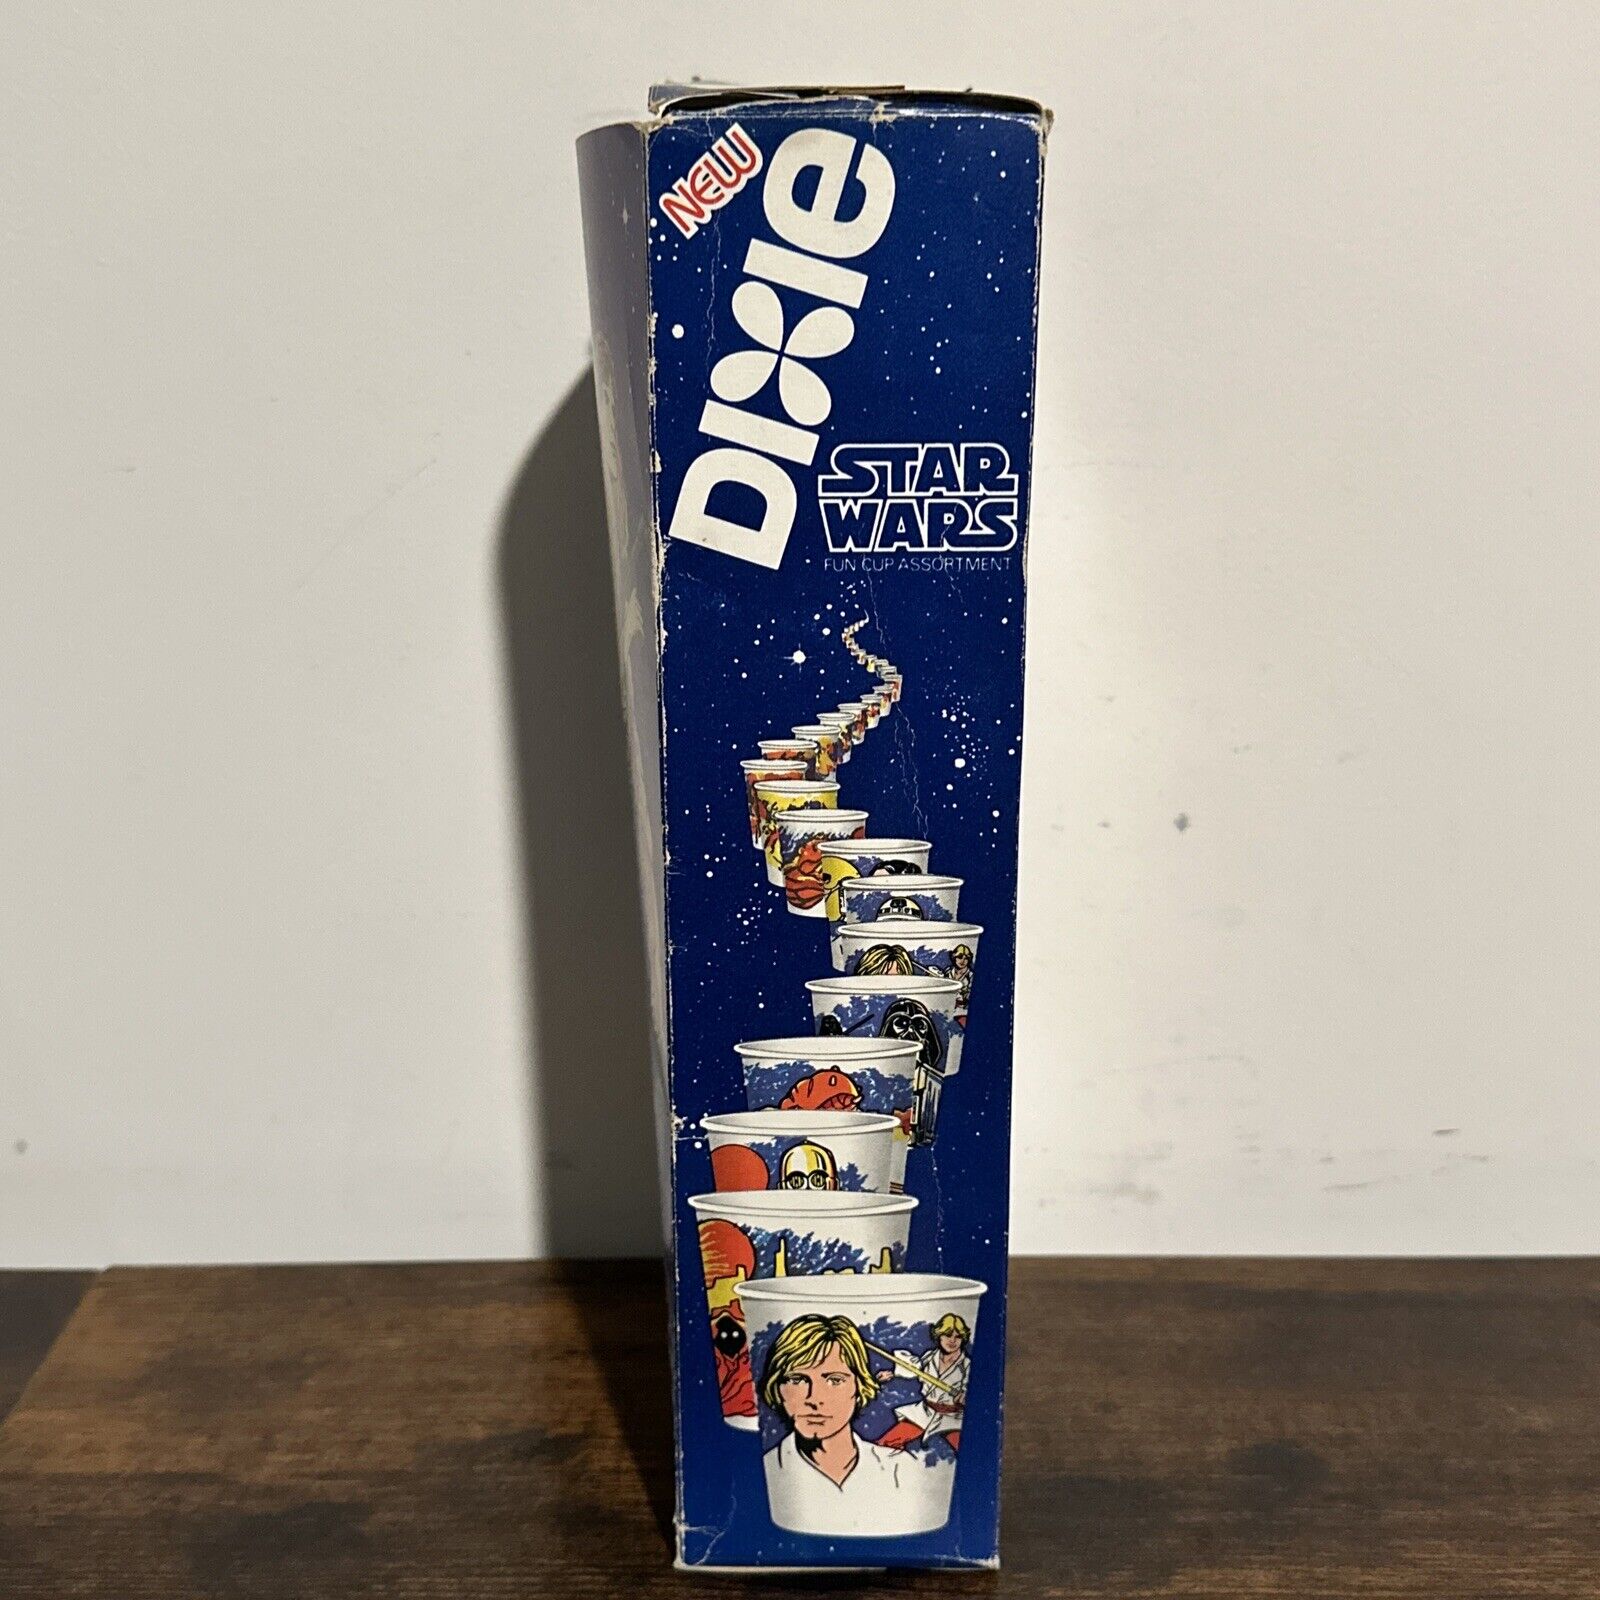 NEW
DIXIE
STAR
WARS
FUN CUP ASSORTMENT